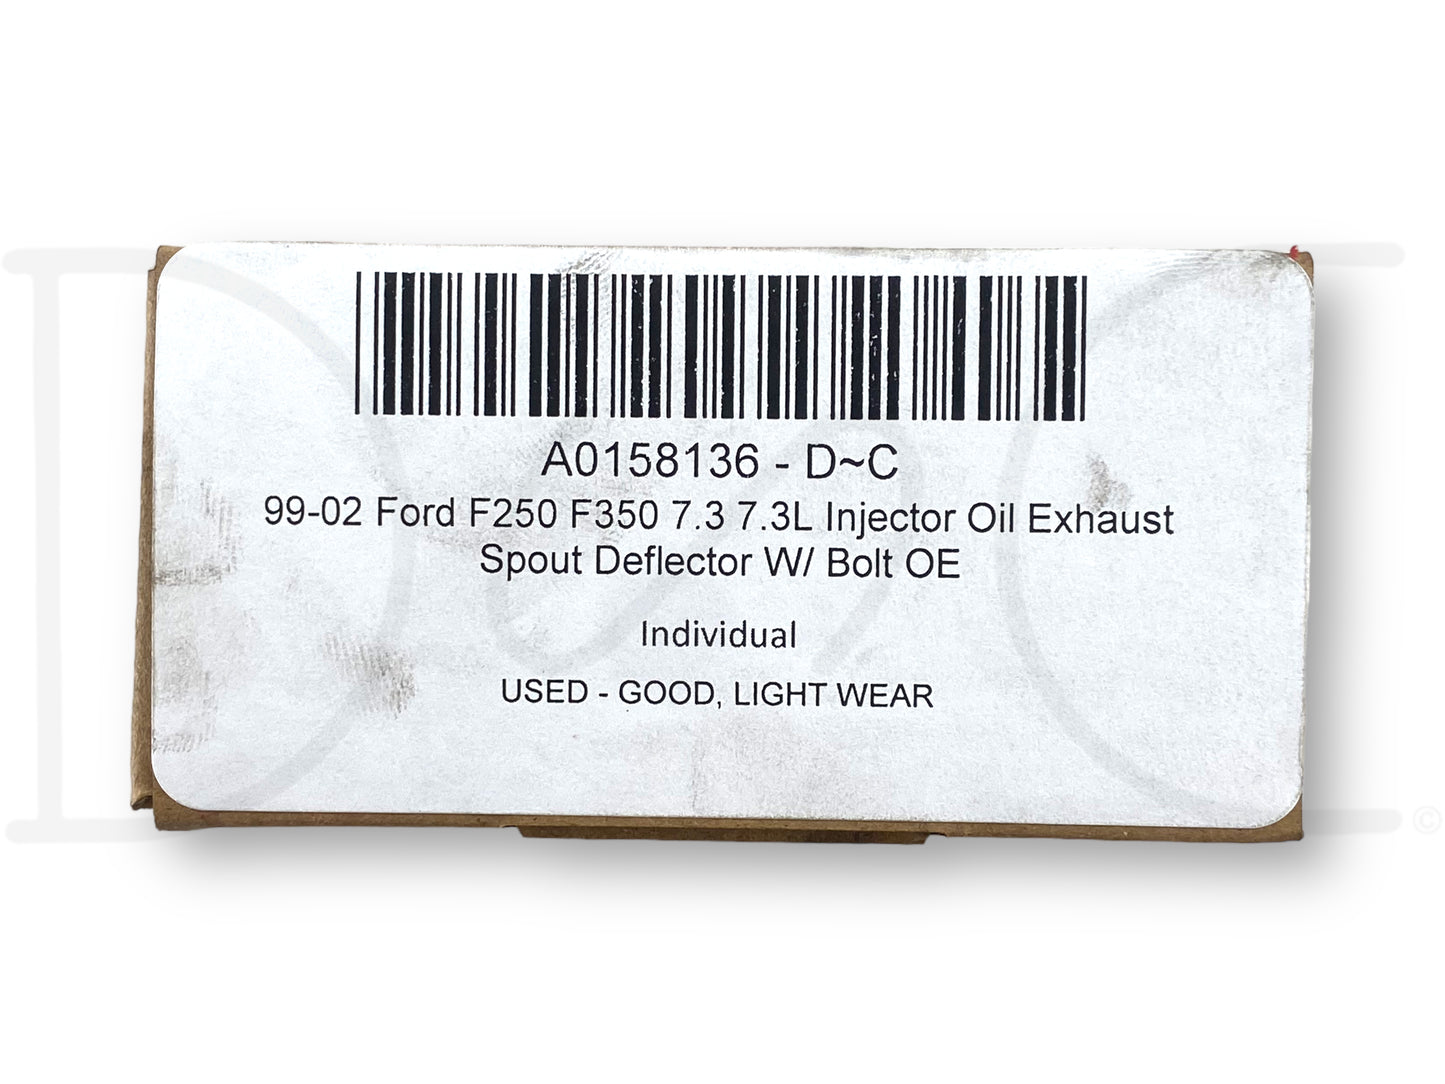 A0158136 - D~C
99-02 Ford F250 F350 7.3 7.3L Injector Oil Exhaust
Spout Deflector W/ Bolt OE
Individual
USED - GOOD, LIGHT WEAR
©